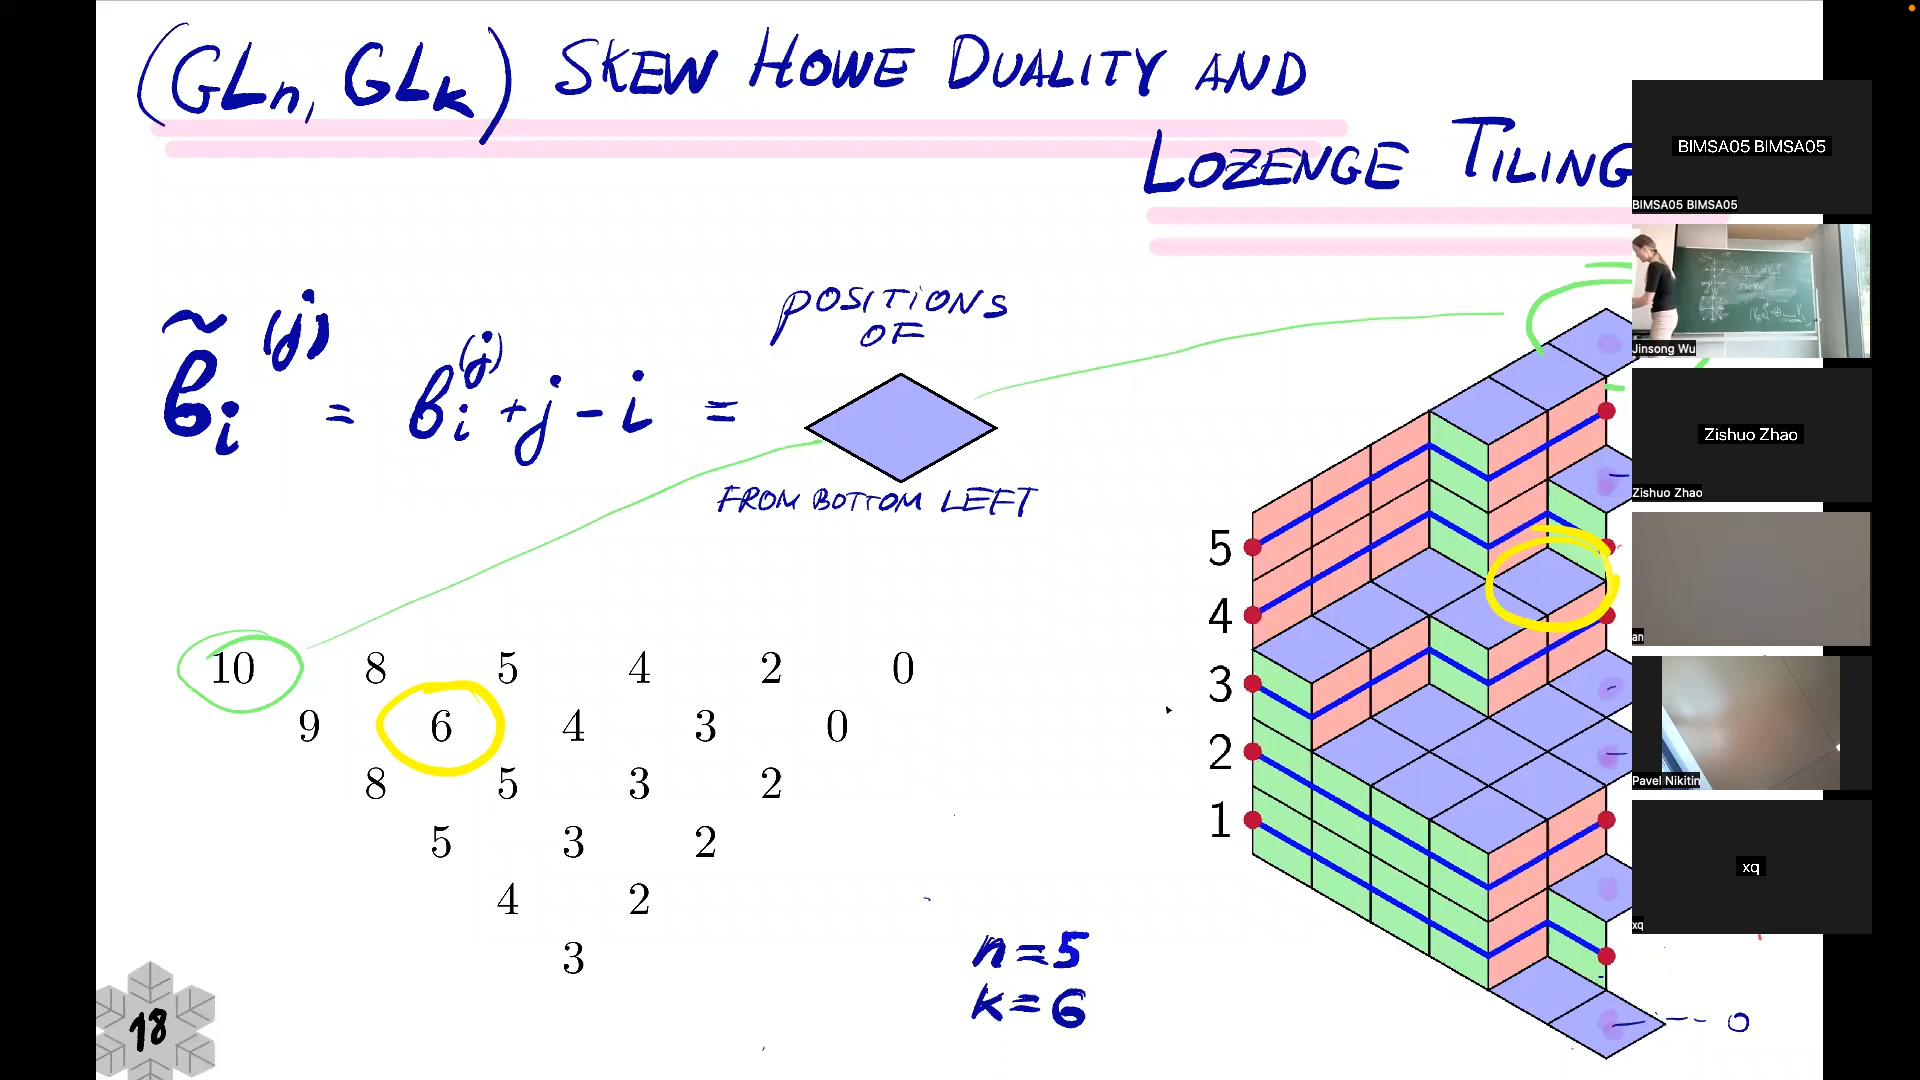 (GLn, GLk) SKEW HOWE DUALITY AND
LOZENGE TILING
b̃i^(j) = bi^(j) + j - i =
POSITIONS
OF
FROM BOTTOM LEFT
10 8 5 4 2 0
9 6 4 3 0
8 5 3 2
5 3 2
4 2
3
n=5
k=6
5
4
3
2
1
0
18
BIMSA05 BIMSA05
BIMSA05 BIMSA05
Jinsong Wu
Zishuo Zhao
Zishuo Zhao
an
Pavel Nikitin
xq
xq